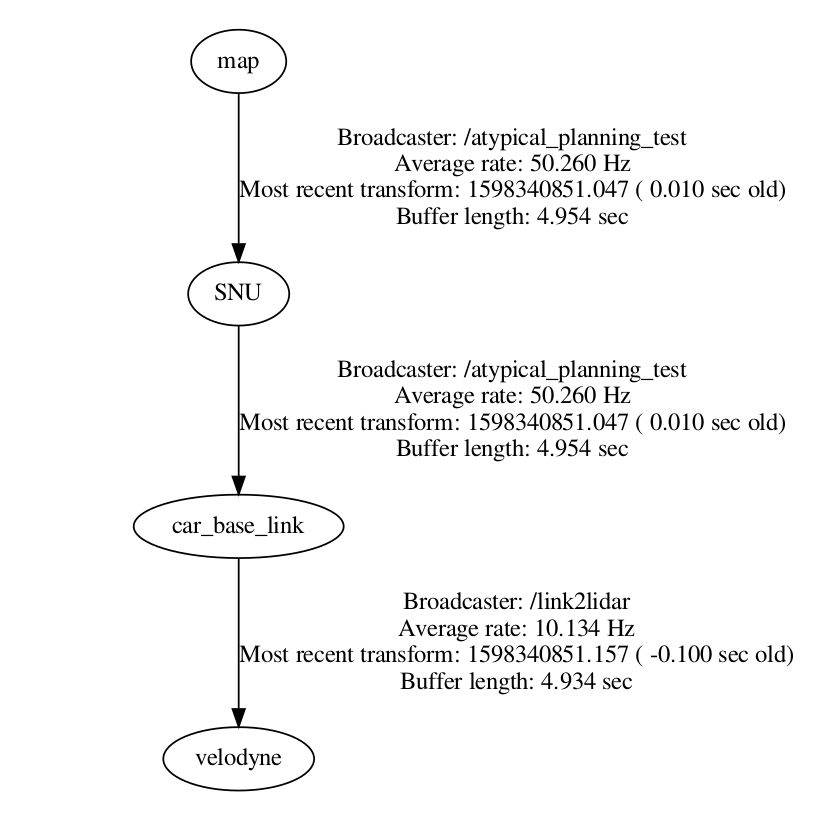 map
Broadcaster: /atypical_planning_test
Average rate: 50.260 Hz
Most recent transform: 1598340851.047 ( 0.010 sec old)
Buffer length: 4.954 sec
SNU
Broadcaster: /atypical_planning_test
Average rate: 50.260 Hz
Most recent transform: 1598340851.047 ( 0.010 sec old)
Buffer length: 4.954 sec
car_base_link
Broadcaster: /link2lidar
Average rate: 10.134 Hz
Most recent transform: 1598340851.157 ( -0.100 sec old)
Buffer length: 4.934 sec
velodyne